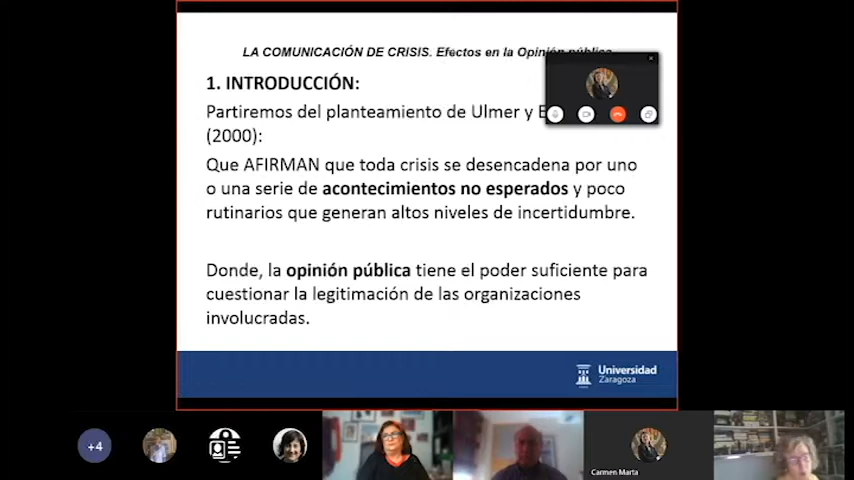 LA COMUNICACIÓN DE CRISIS. Efectos en la Opinión pública
1. INTRODUCCIÓN:
Partiremos del planteamiento de Ulmer y
(2000):
Que AFIRMAN que toda crisis se desencadena por uno
o una serie de acontecimientos no esperados y poco
rutinarios que generan altos niveles de incertidumbre.
Donde, la opinión pública tiene el poder suficiente para
cuestionar la legitimación de las organizaciones
involucradas.
Universidad
Zaragoza
+4
Carmen Marta